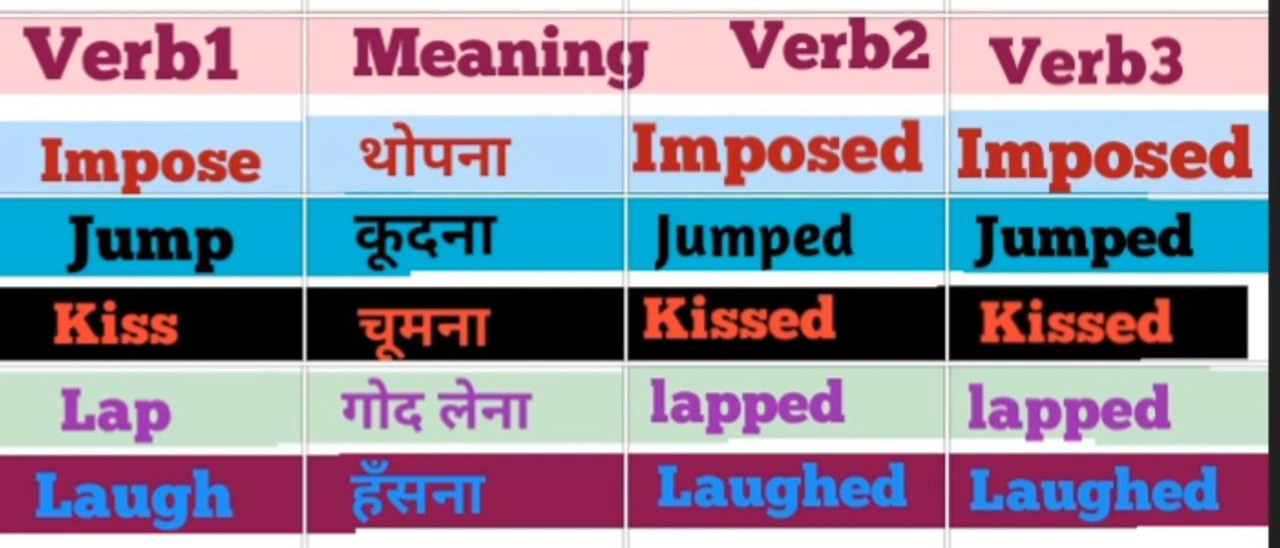 Verb1 Meaning Verb2 Verb3
Impose थोपना Imposed Imposed
Jump कूदना Jumped Jumped
Kiss चूमना Kissed Kissed
Lap गोद लेना lapped lapped
Laugh हँसना Laughed Laughed